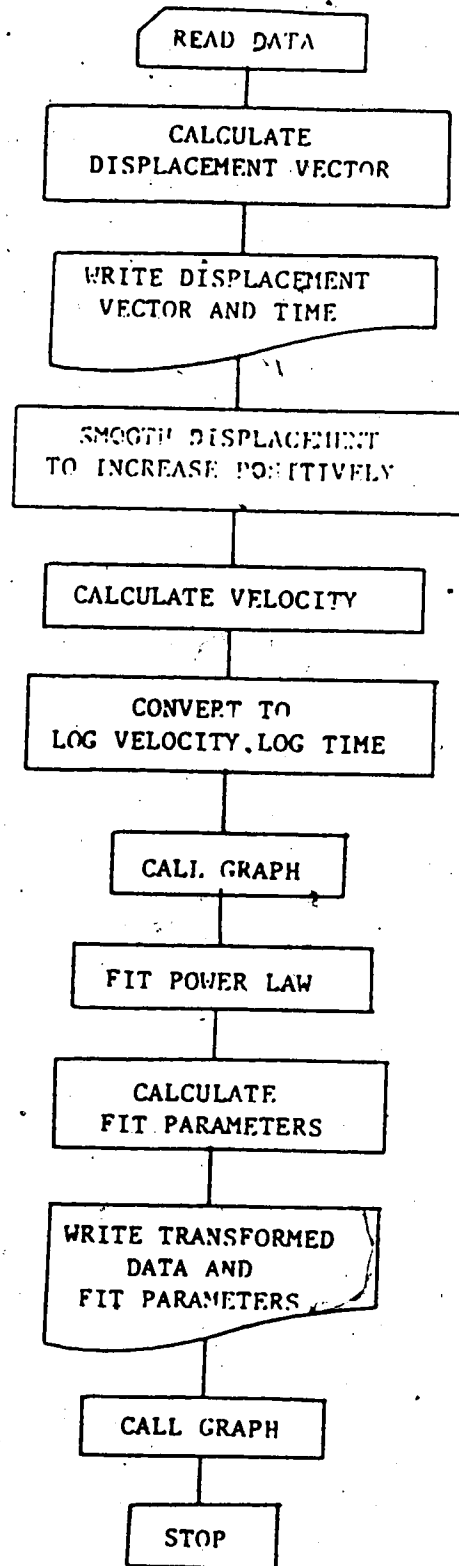 READ DATA
CALCULATE
DISPLACEMENT VECTOR
WRITE DISPLACEMENT
VECTOR AND TIME
SMOOTH DISPLACEMENT
TO INCREASE POSITIVELY
CALCULATE VELOCITY
CONVERT TO
LOG VELOCITY,LOG TIME
CALL GRAPH
FIT POWER LAW
CALCULATE
FIT PARAMETERS
WRITE TRANSFORMED
DATA AND
FIT PARAMETERS
CALL GRAPH
STOP